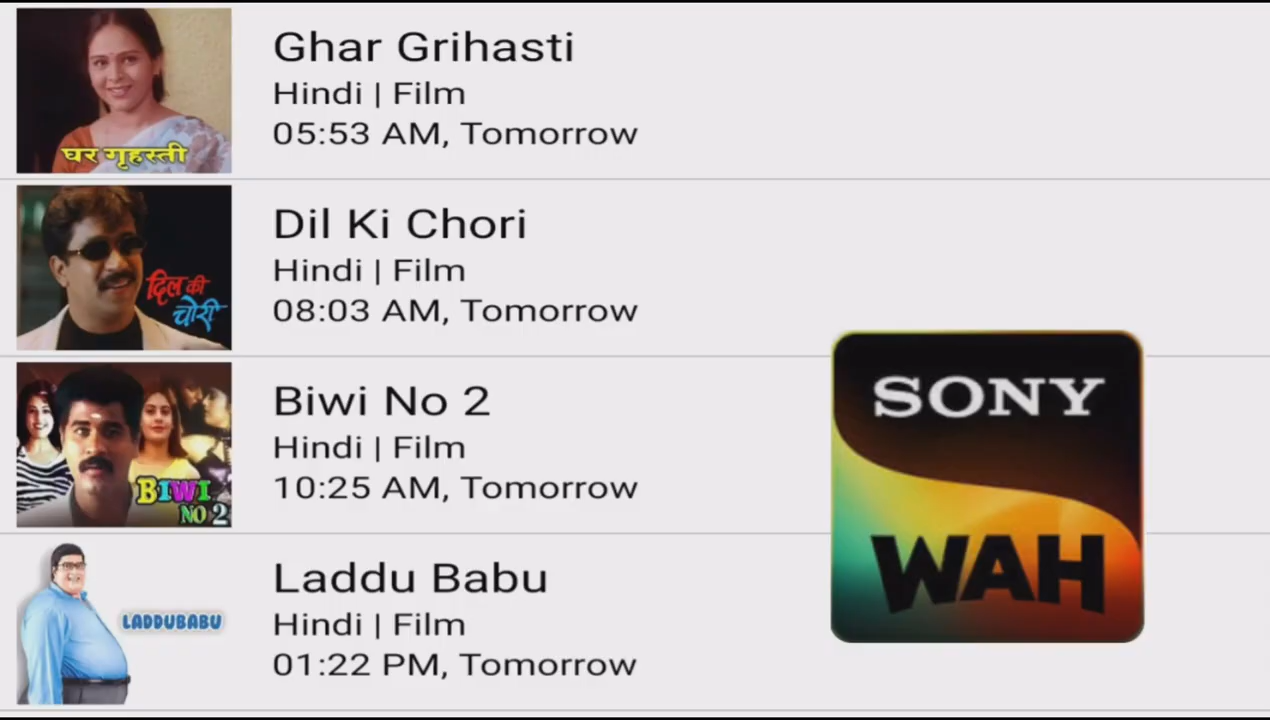 Ghar Grihasti
Hindi | Film
05:53 AM, Tomorrow
घर गृहस्ती
Dil Ki Chori
Hindi | Film
08:03 AM, Tomorrow
दिल की
चोरी
Biwi No 2
Hindi | Film
10:25 AM, Tomorrow
BIWI
NO 2
Laddu Babu
Hindi | Film
01:22 PM, Tomorrow
LADDUBABU
SONY
WAH